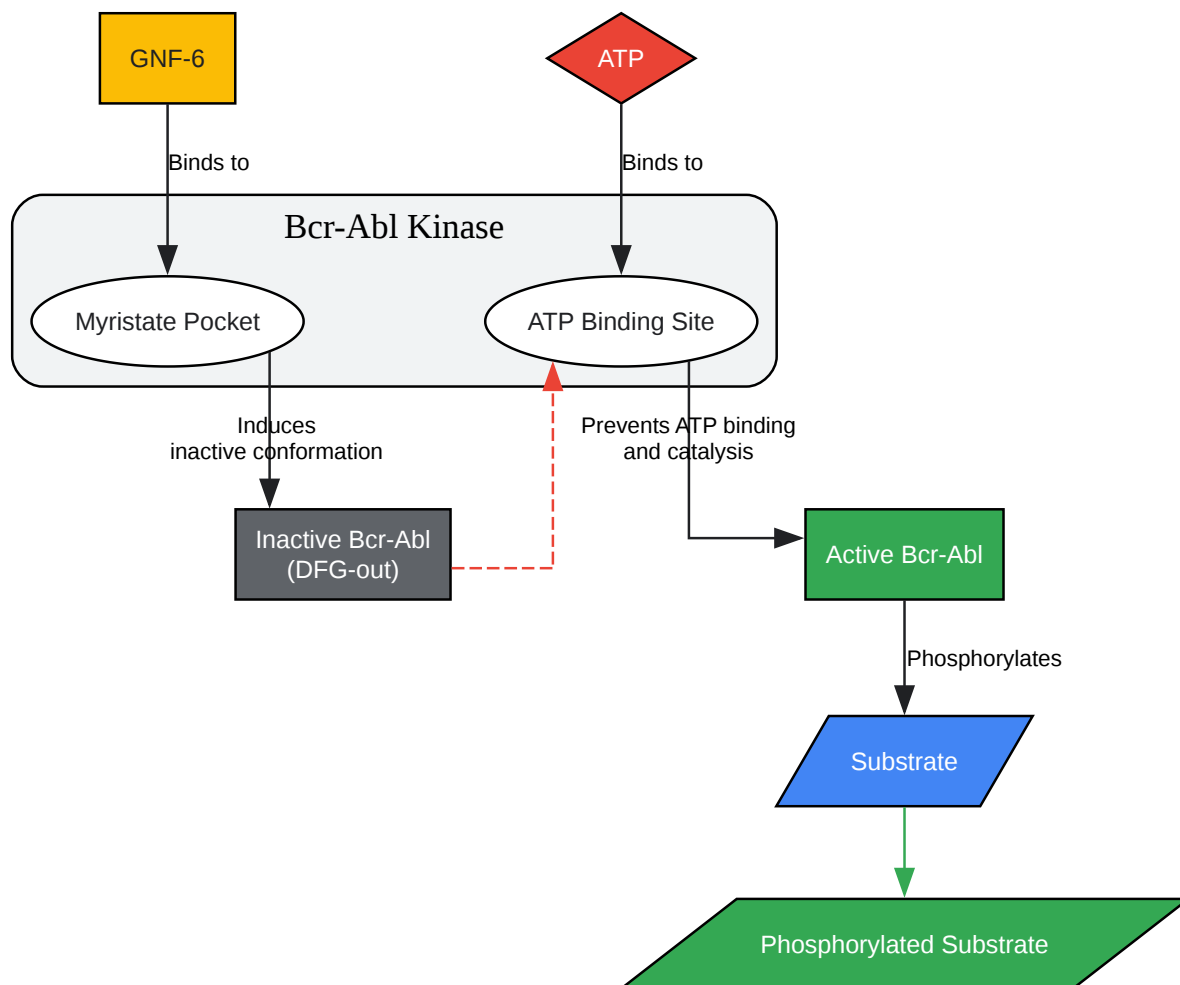 GNF-6
ATP
Binds to
Binds to
Bcr-Abl Kinase
Myristate Pocket
ATP Binding Site
Induces
inactive conformation
Prevents ATP binding
and catalysis
Inactive Bcr-Abl
(DFG-out)
Active Bcr-Abl
Phosphorylates
Substrate
Phosphorylated Substrate